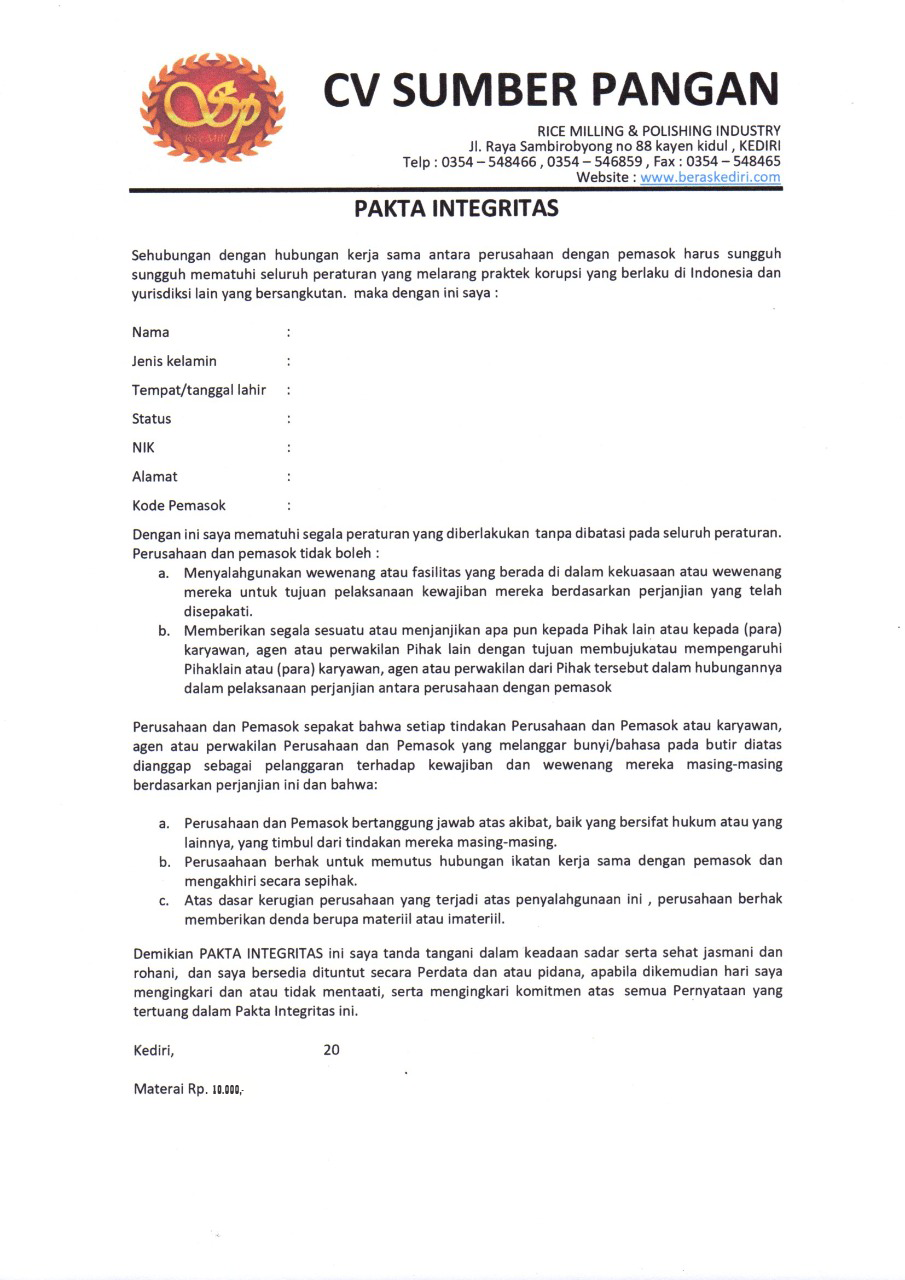 Sp
Rice Mill
CV SUMBER PANGAN
RICE MILLING & POLISHING INDUSTRY
Jl. Raya Sambirobyong no 88 kayen kidul , KEDIRI
Telp : 0354 – 548466 , 0354 – 546859 , Fax : 0354 – 548465
Website : www.beraskediri.com
PAKTA INTEGRITAS
Sehubungan dengan hubungan kerja sama antara perusahaan dengan pemasok harus sungguh
sungguh mematuhi seluruh peraturan yang melarang praktek korupsi yang berlaku di Indonesia dan
yurisdiksi lain yang bersangkutan. maka dengan ini saya :
Nama :
Jenis kelamin :
Tempat/tanggal lahir :
Status :
NIK :
Alamat :
Kode Pemasok :
Dengan ini saya mematuhi segala peraturan yang diberlakukan tanpa dibatasi pada seluruh peraturan.
Perusahaan dan pemasok tidak boleh :
a. Menyalahgunakan wewenang atau fasilitas yang berada di dalam kekuasaan atau wewenang
mereka untuk tujuan pelaksanaan kewajiban mereka berdasarkan perjanjian yang telah
disepakati.
b. Memberikan segala sesuatu atau menjanjikan apa pun kepada Pihak lain atau kepada (para)
karyawan, agen atau perwakilan Pihak lain dengan tujuan membujukatau mempengaruhi
Pihaklain atau (para) karyawan, agen atau perwakilan dari Pihak tersebut dalam hubungannya
dalam pelaksanaan perjanjian antara perusahaan dengan pemasok
Perusahaan dan Pemasok sepakat bahwa setiap tindakan Perusahaan dan Pemasok atau karyawan,
agen atau perwakilan Perusahaan dan Pemasok yang melanggar bunyi/bahasa pada butir diatas
dianggap sebagai pelanggaran terhadap kewajiban dan wewenang mereka masing-masing
berdasarkan perjanjian ini dan bahwa:
a. Perusahaan dan Pemasok bertanggung jawab atas akibat, baik yang bersifat hukum atau yang
lainnya, yang timbul dari tindakan mereka masing-masing.
b. Perusaahaan berhak untuk memutus hubungan ikatan kerja sama dengan pemasok dan
mengakhiri secara sepihak.
c. Atas dasar kerugian perusahaan yang terjadi atas penyalahgunaan ini , perusahaan berhak
memberikan denda berupa materiil atau imateriil.
Demikian PAKTA INTEGRITAS ini saya tanda tangani dalam keadaan sadar serta sehat jasmani dan
rohani, dan saya bersedia dituntut secara Perdata dan atau pidana, apabila dikemudian hari saya
mengingkari dan atau tidak mentaati, serta mengingkari komitmen atas semua Pernyataan yang
tertuang dalam Pakta Integritas ini.
Kediri, 20
Materai Rp. 10.000,-